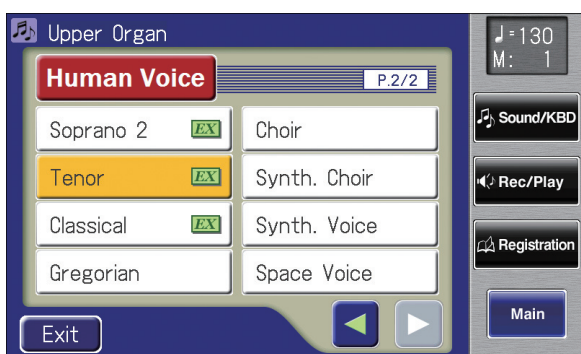 Upper Organ
Human Voice
P.2/2
Soprano 2 EX
Choir
Tenor EX
Synth. Choir
Classical EX
Synth. Voice
Gregorian
Space Voice
Exit
♩=130
M: 1
Sound/KBD
Rec/Play
Registration
Main